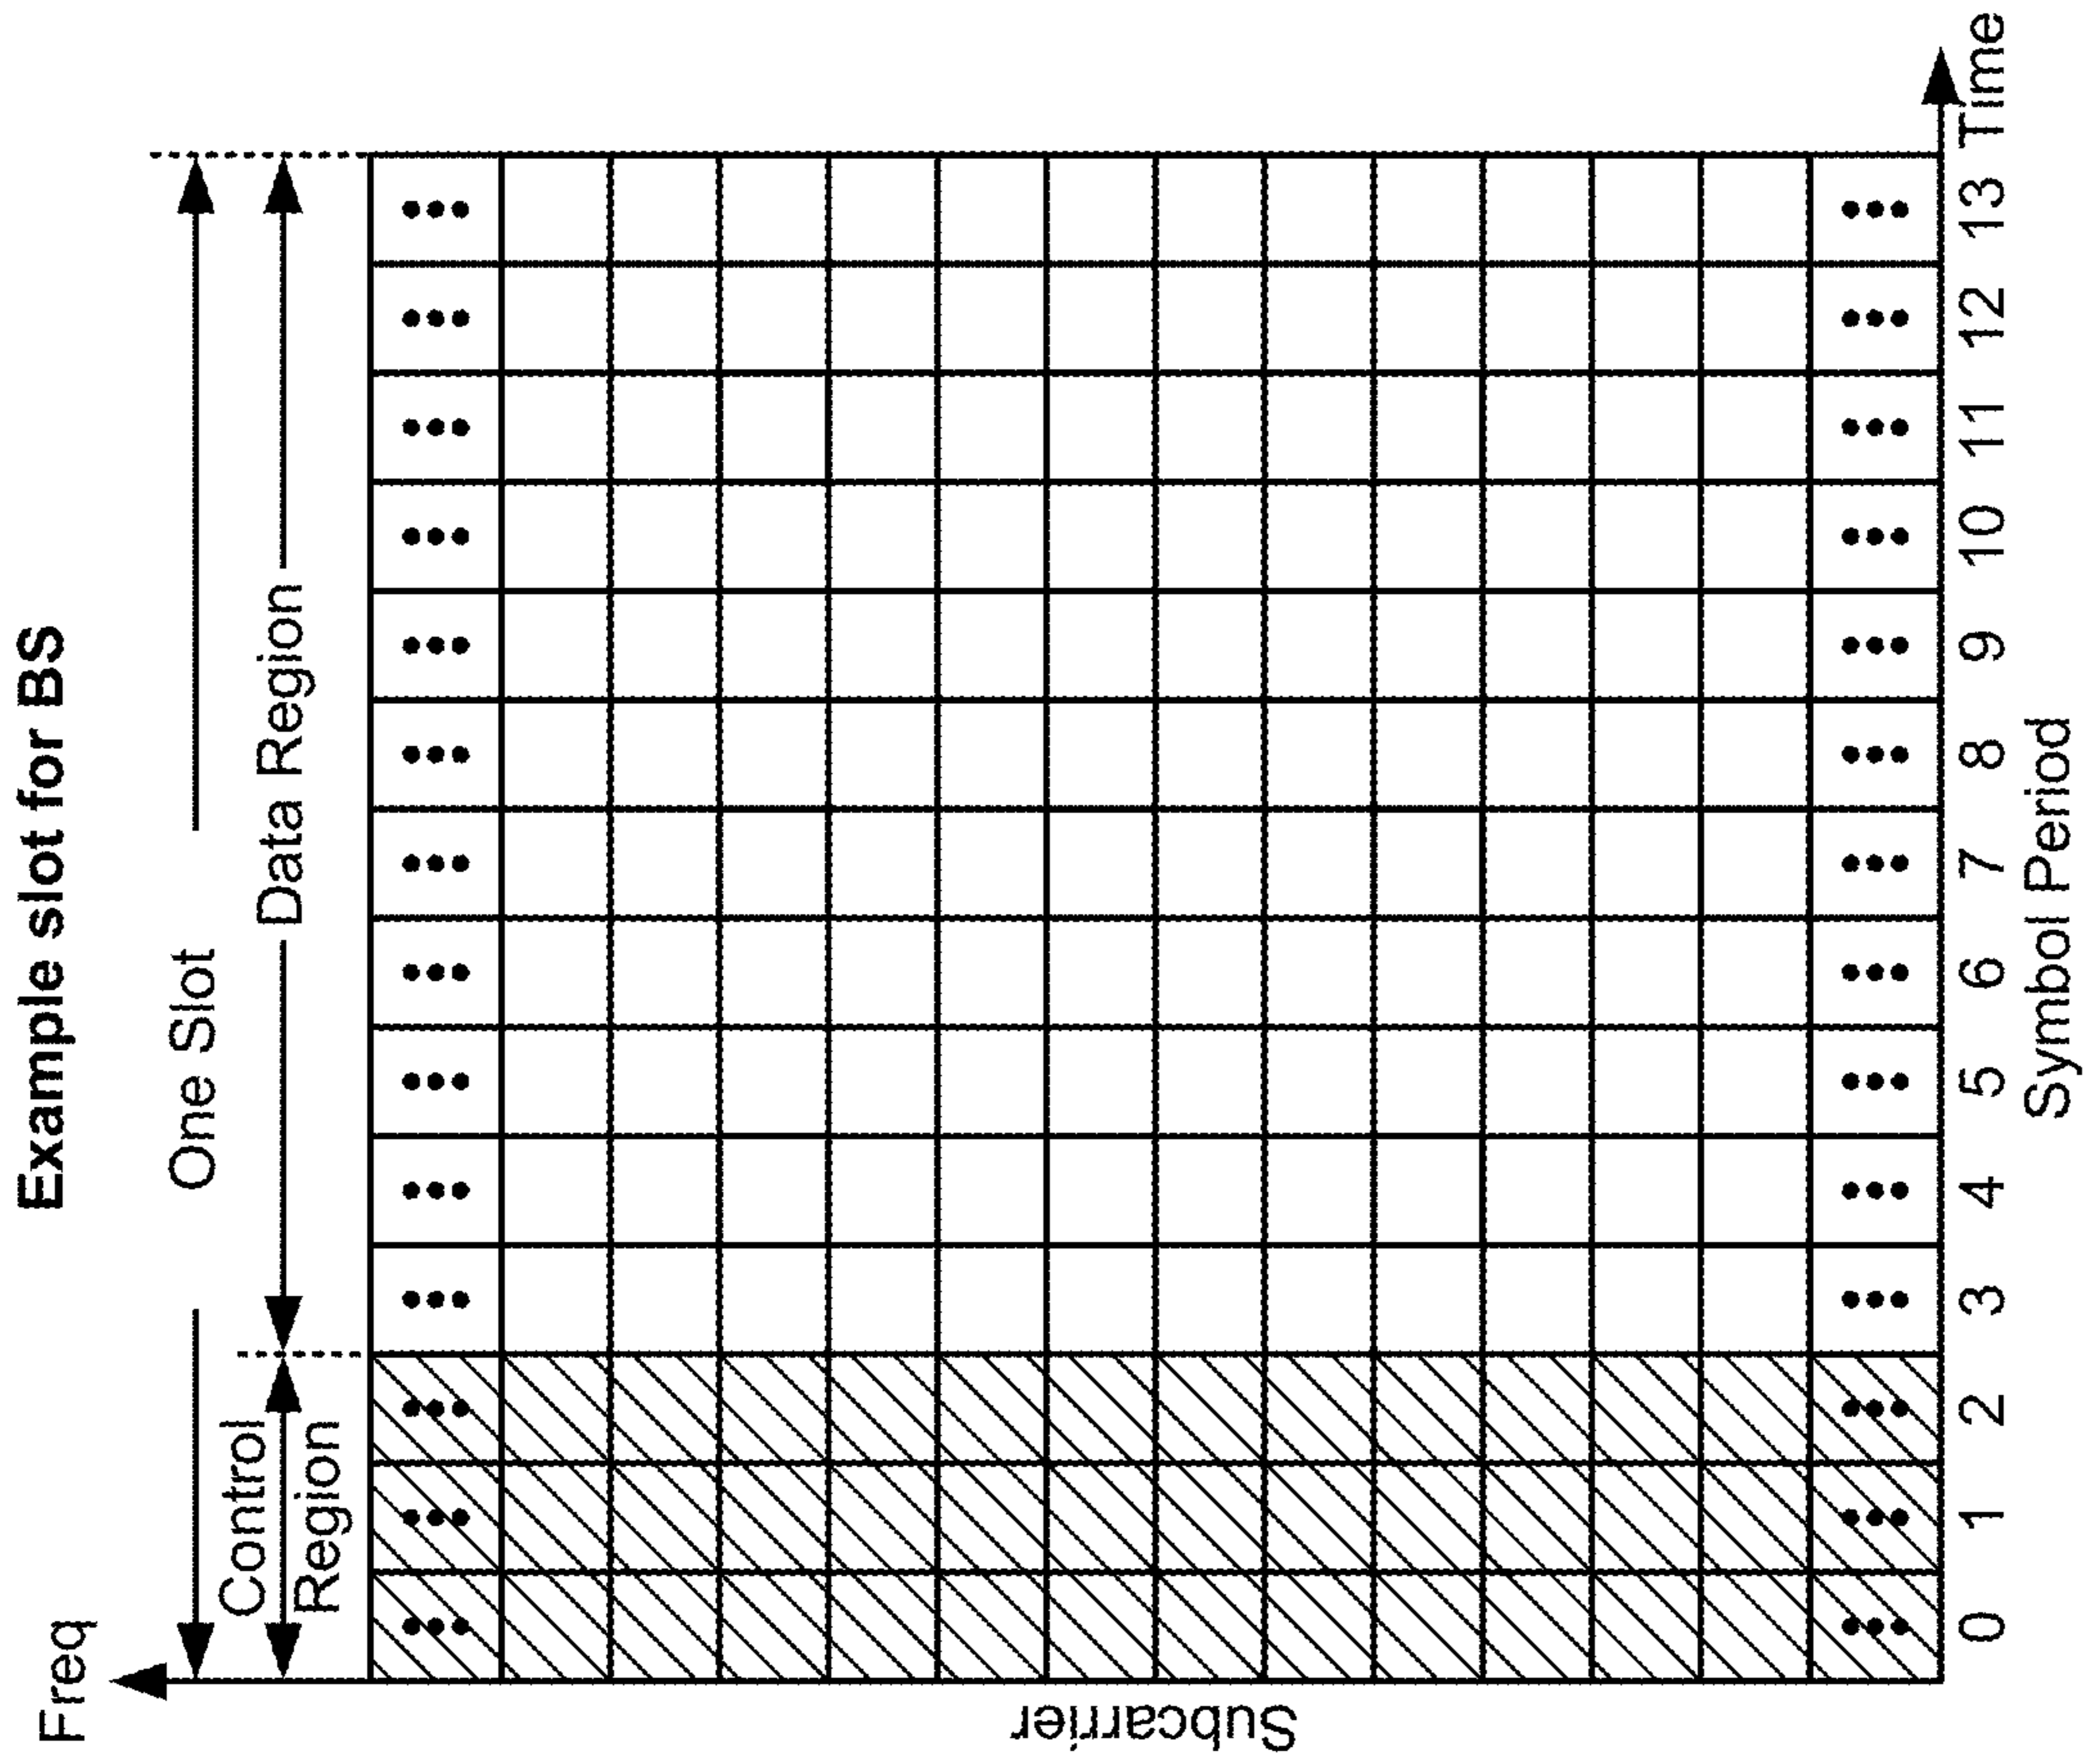 Example slot for BS
Freq
One Slot
Control
Region
Data Region
Subcarrier
0 1 2 3 4 5 6 7 8 9 10 11 12 13 Time
Symbol Period